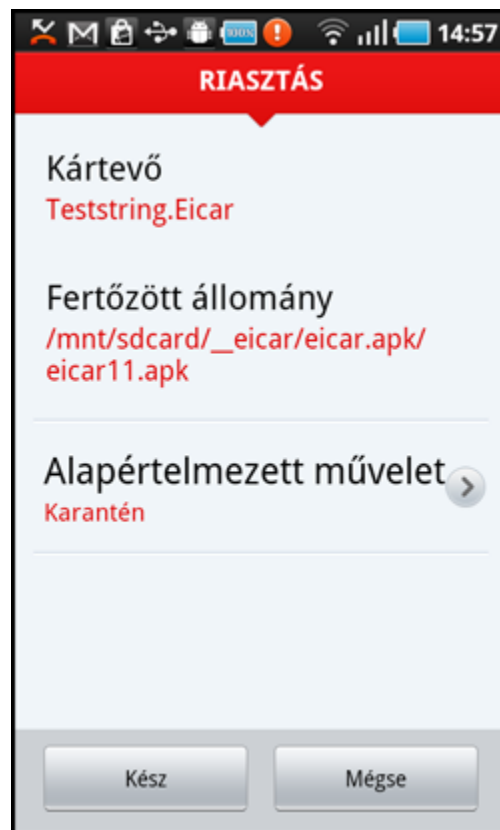 100% 14:57
RIASZTÁS
Kártevő
Teststring.Eicar
Fertőzött állomány
/mnt/sdcard/__eicar/eicar.apk/
eicar11.apk
Alapértelmezett művelet
Karantén
Kész Mégse